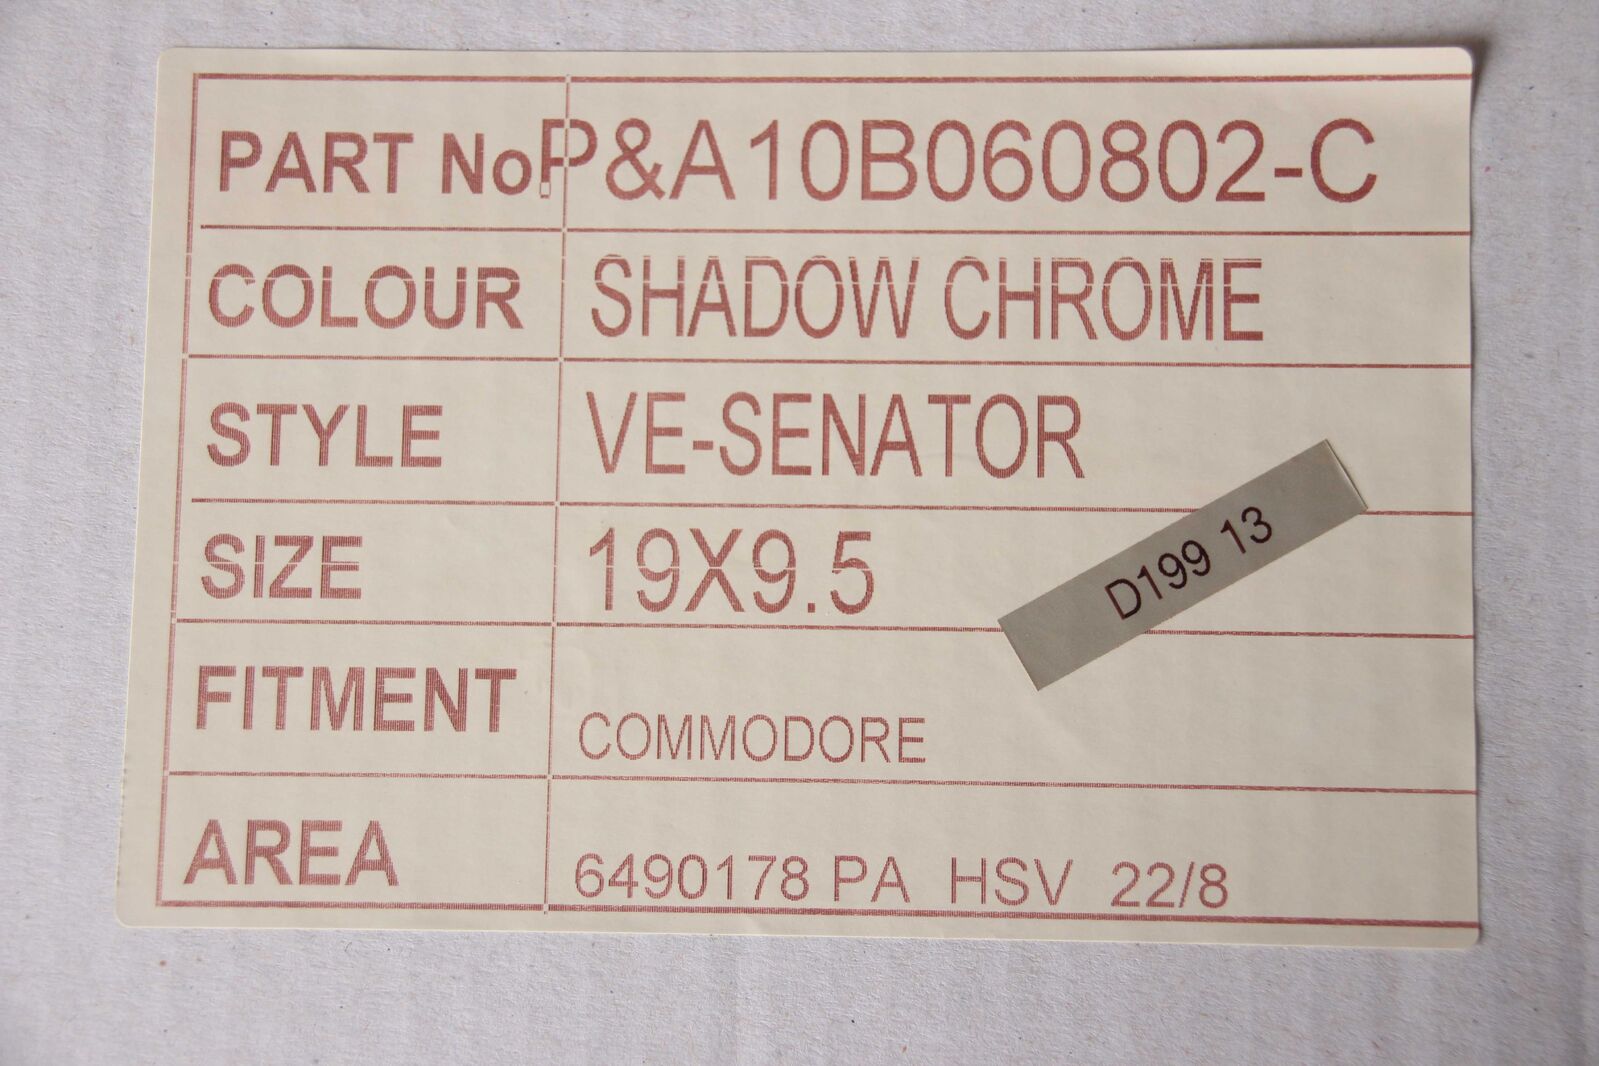 PART No P&A10B060802-C
COLOUR SHADOW CHROME
STYLE VE-SENATOR
SIZE 19X9.5
D199 13
FITMENT COMMODORE
AREA 6490178 PA HSV 22/8